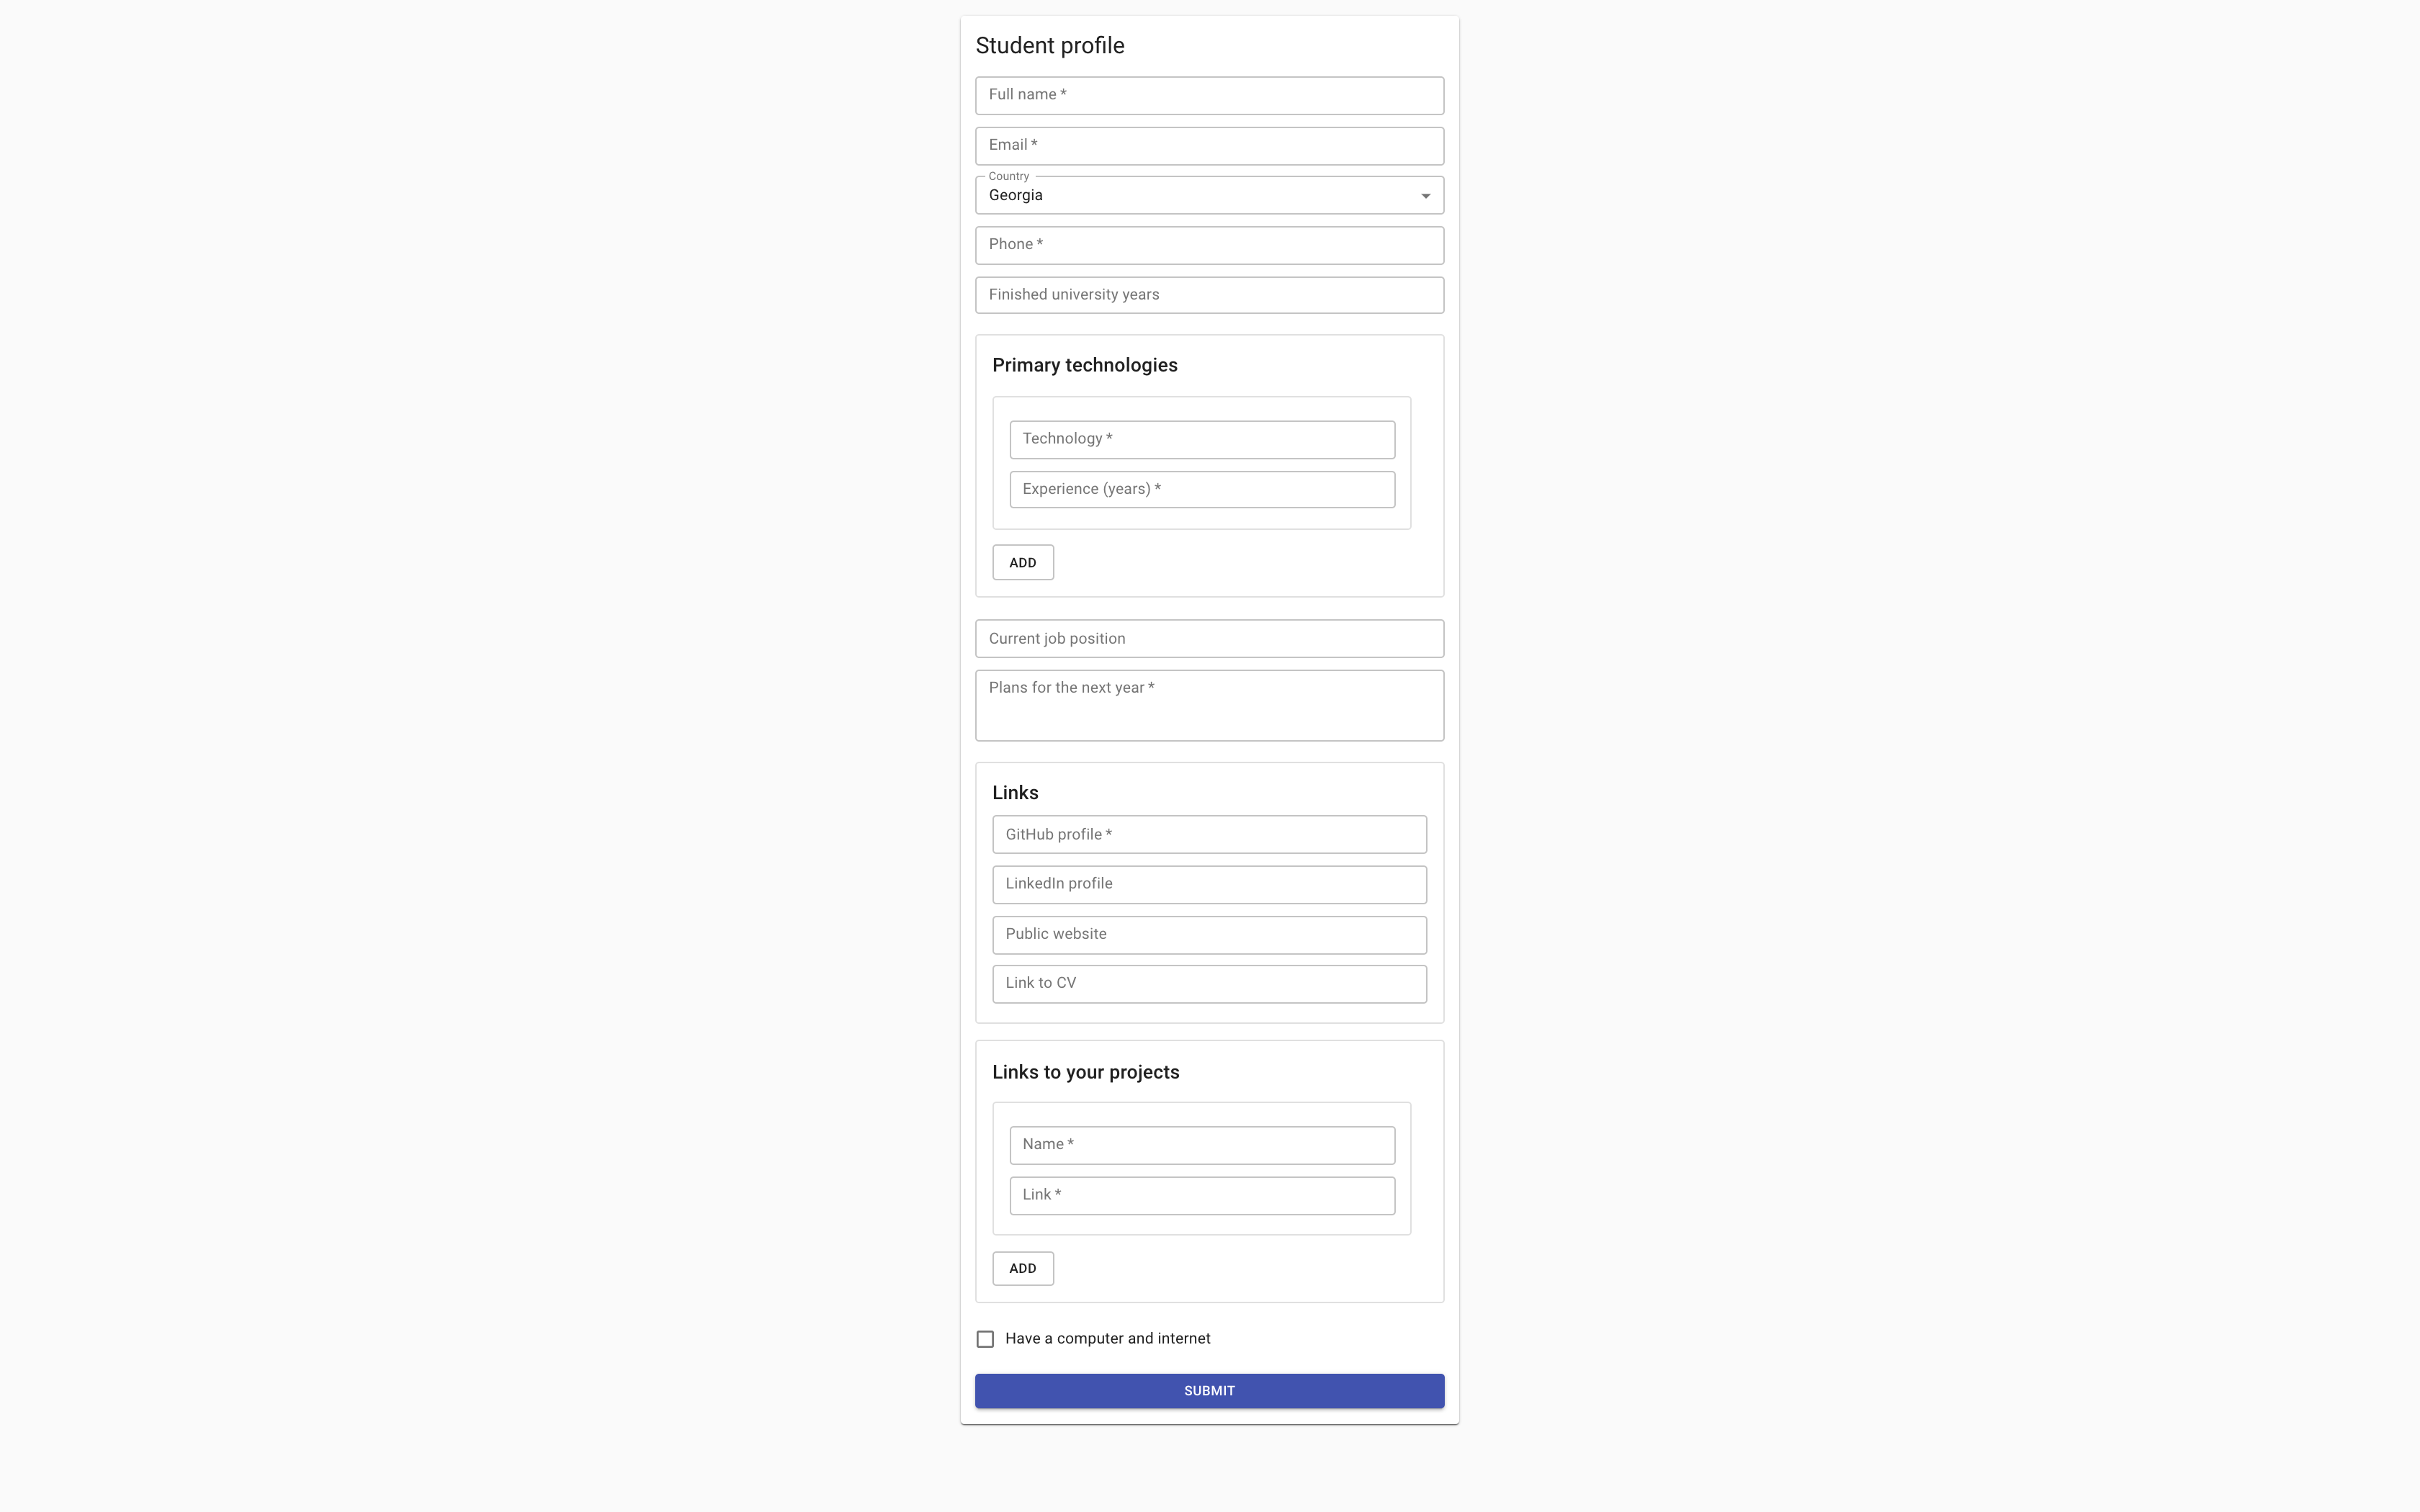 Student profile
Full name *
Email *
Country
Georgia
Phone *
Finished university years
Primary technologies
Technology *
Experience (years) *
ADD
Current job position
Plans for the next year *
Links
GitHub profile *
LinkedIn profile
Public website
Link to CV
Links to your projects
Name *
Link *
ADD
Have a computer and internet
SUBMIT